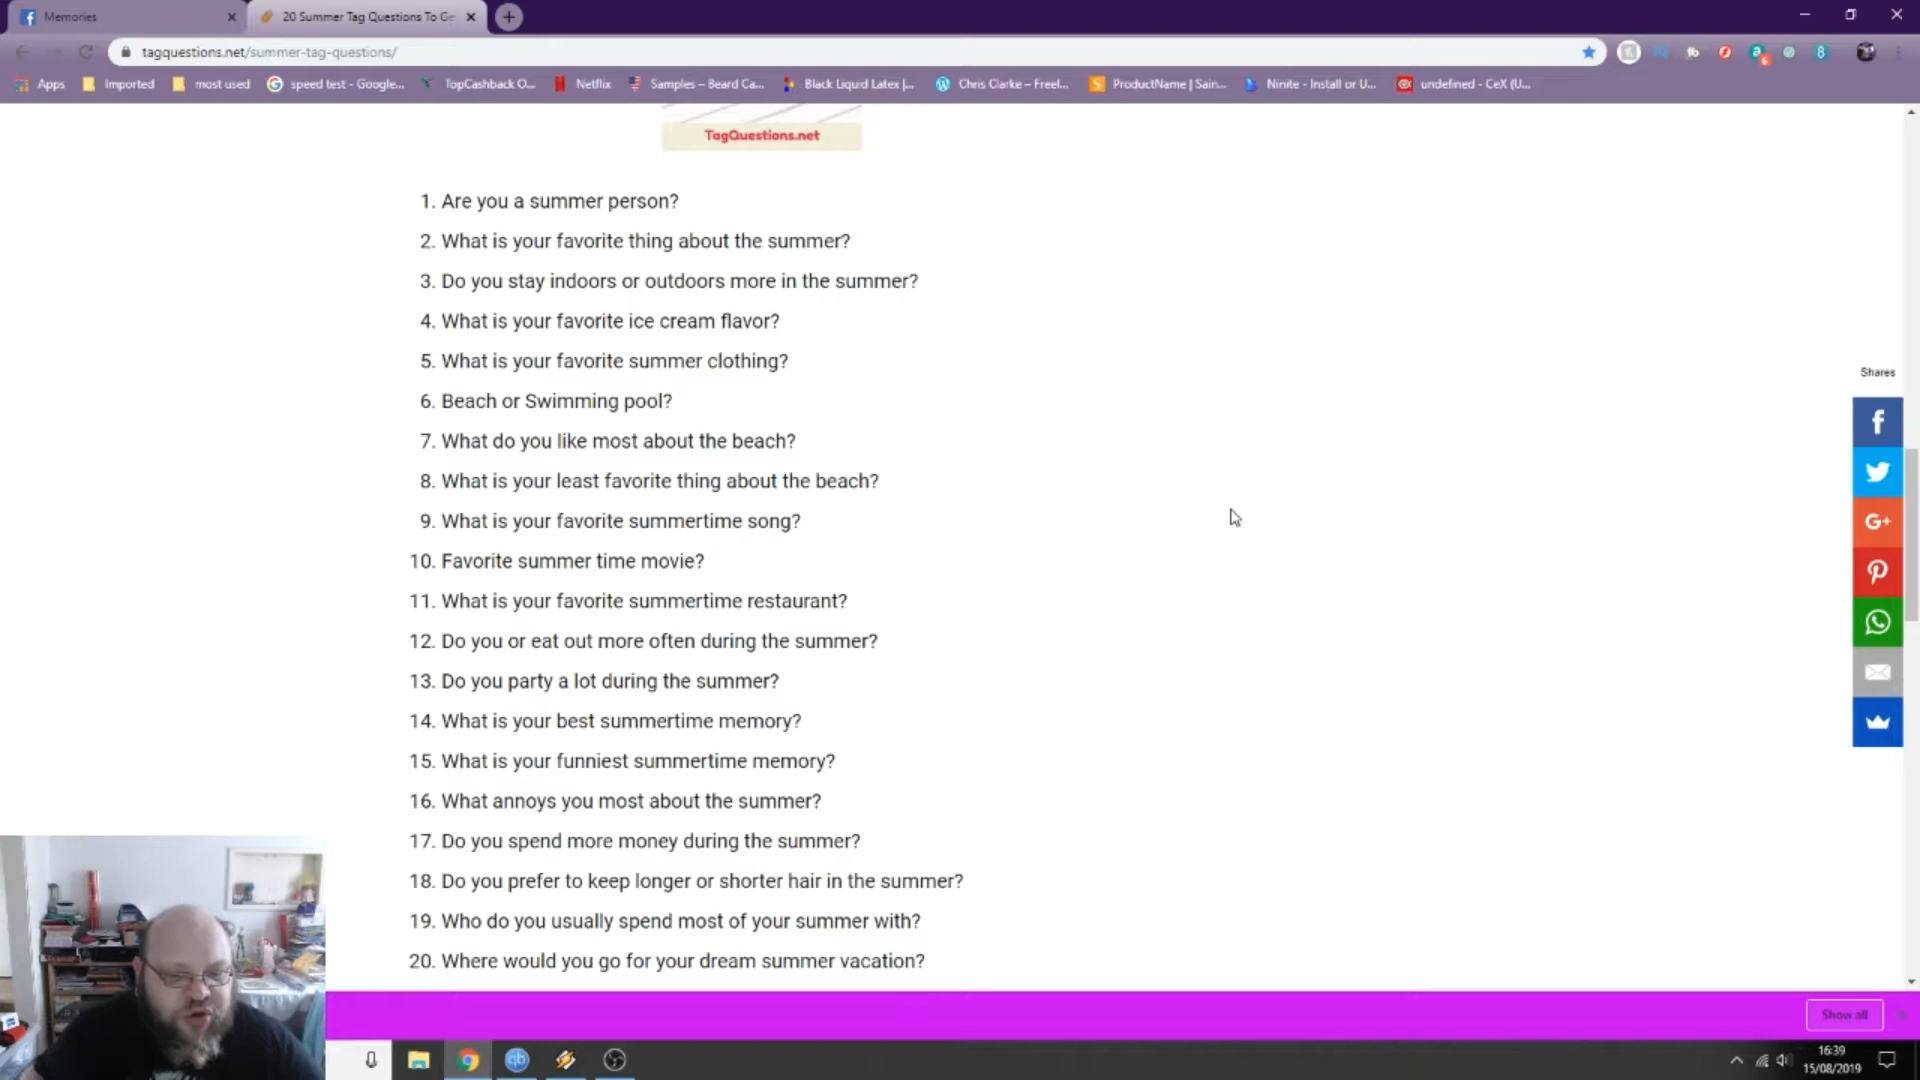 Memories
20 Summer Tag Questions To Ge
tagquestions.net/summer-tag-questions/
Apps
Imported
most used
speed test - Google...
TopCashback O...
Netflix
Samples – Beard Ca...
Black Liquid Latex |...
Chris Clarke – Freel...
ProductName | Sain...
Ninite - Install or U...
undefined - CeX (U...
TagQuestions.net
1. Are you a summer person?
2. What is your favorite thing about the summer?
3. Do you stay indoors or outdoors more in the summer?
4. What is your favorite ice cream flavor?
5. What is your favorite summer clothing?
6. Beach or Swimming pool?
7. What do you like most about the beach?
8. What is your least favorite thing about the beach?
9. What is your favorite summertime song?
10. Favorite summer time movie?
11. What is your favorite summertime restaurant?
12. Do you or eat out more often during the summer?
13. Do you party a lot during the summer?
14. What is your best summertime memory?
15. What is your funniest summertime memory?
16. What annoys you most about the summer?
17. Do you spend more money during the summer?
18. Do you prefer to keep longer or shorter hair in the summer?
19. Who do you usually spend most of your summer with?
20. Where would you go for your dream summer vacation?
Shares
G+
Show all
qb
16:39
15/08/2019